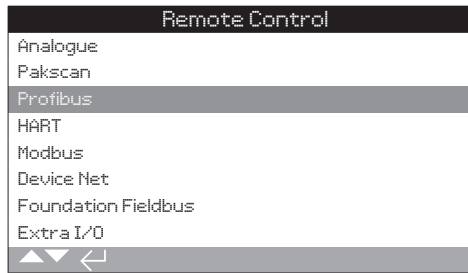 Remote Control
Analogue
Pakscan
Profibus
HART
Modbus
Device Net
Foundation Fieldbus
Extra I/O